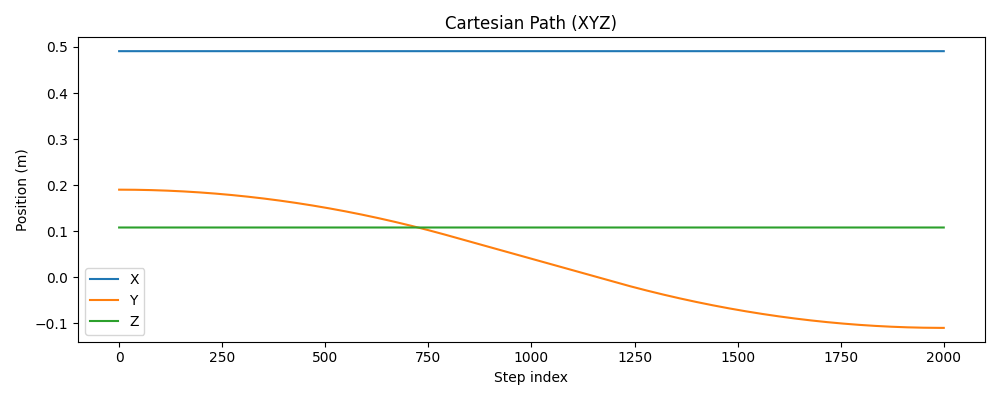 Cartesian Path (XYZ)
Position (m)
0.5
0.4
0.3
0.2
0.1
0.0
−0.1
X
Y
Z
0 250 500 750 1000 1250 1500 1750 2000
Step index